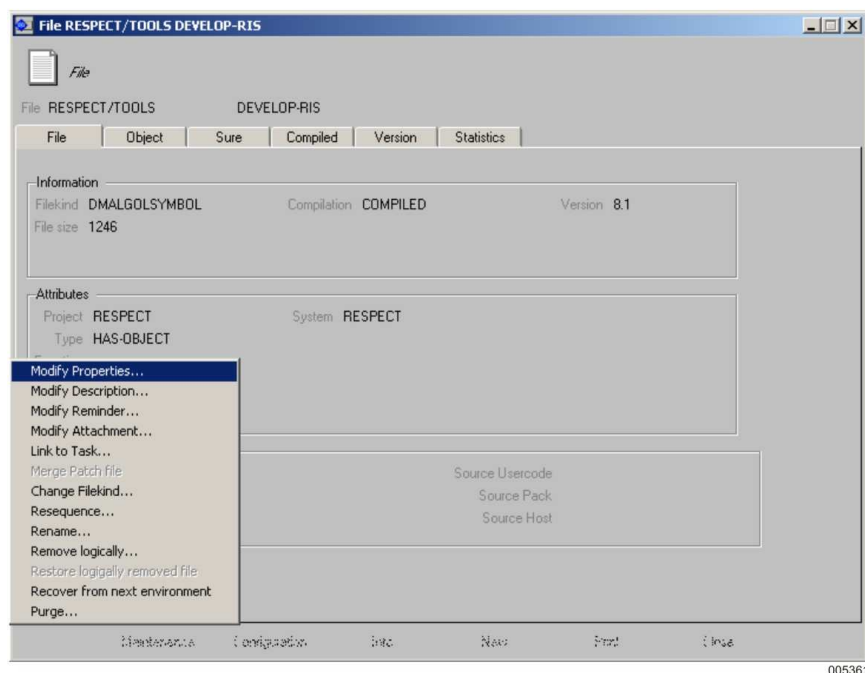 File RESPECT/TOOLS DEVELOP-RIS
File
File RESPECT/TOOLS DEVELOP-RIS
File Object Sure Compiled Version Statistics
Information
Filekind DMALGOLSYMBOL Compilation COMPILED Version 8.1
File size 1246
Attributes
Project RESPECT System RESPECT
Type HAS-OBJECT
Modify Properties...
Modify Description...
Modify Reminder...
Modify Attachment...
Link to Task...
Merge Patch file
Change Filekind...
Resequence...
Rename...
Remove logically...
Restore logigally removed file
Recover from next environment
Purge...
Source Usercode
Source Pack
Source Host
Maintenance Configuration Info News Print Close
005361